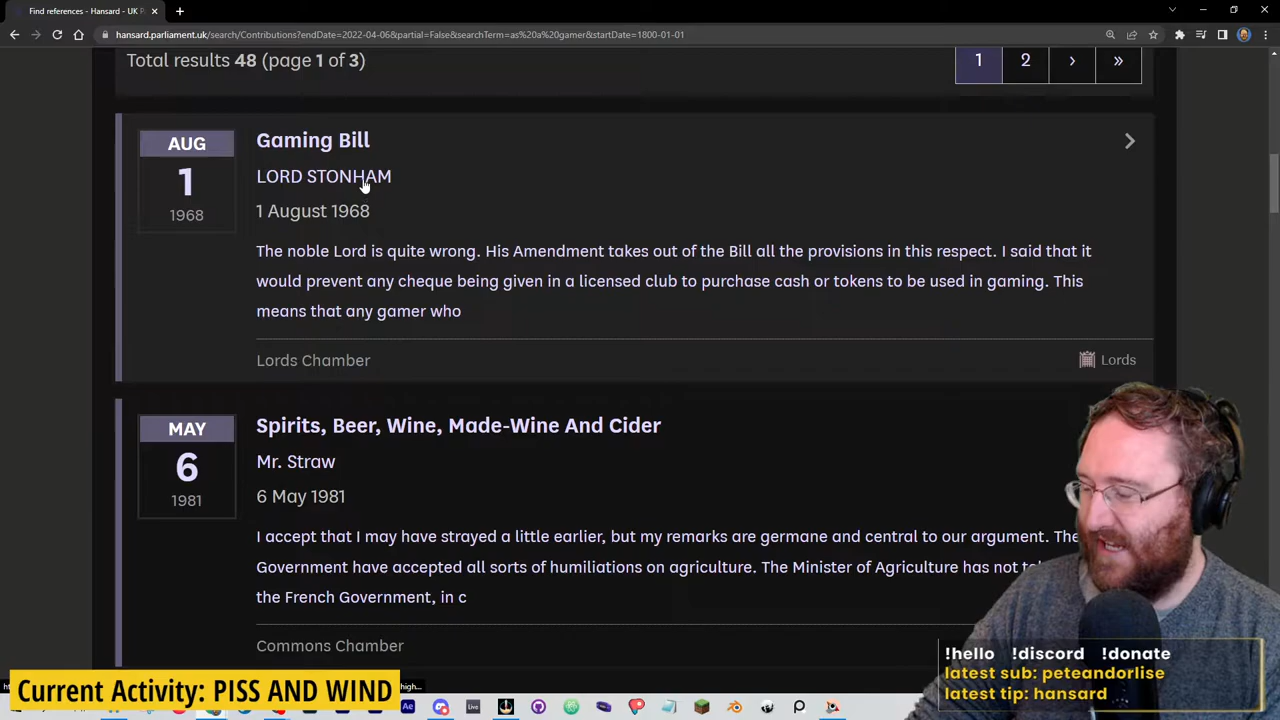 Find references - Hansard - UK P
hansard.parliament.uk/search/Contributions?endDate=2022-04-06&partial=False&searchTerm=as%20a%20gamer&startDate=1800-01-01
Total results 48 (page 1 of 3)
1 2 › »
AUG
1
1968
Gaming Bill
LORD STONHAM
1 August 1968
The noble Lord is quite wrong. His Amendment takes out of the Bill all the provisions in this respect. I said that it
would prevent any cheque being given in a licensed club to purchase cash or tokens to be used in gaming. This
means that any gamer who
Lords Chamber
Lords
MAY
6
1981
Spirits, Beer, Wine, Made-Wine And Cider
Mr. Straw
6 May 1981
I accept that I may have strayed a little earlier, but my remarks are germane and central to our argument. The
Government have accepted all sorts of humiliations on agriculture. The Minister of Agriculture has not
the French Government, in c
Commons Chamber
!hello !discord !donate
latest sub: peteandorlise
latest tip: hansard
Current Activity: PISS AND WIND
high...
Ae
Live